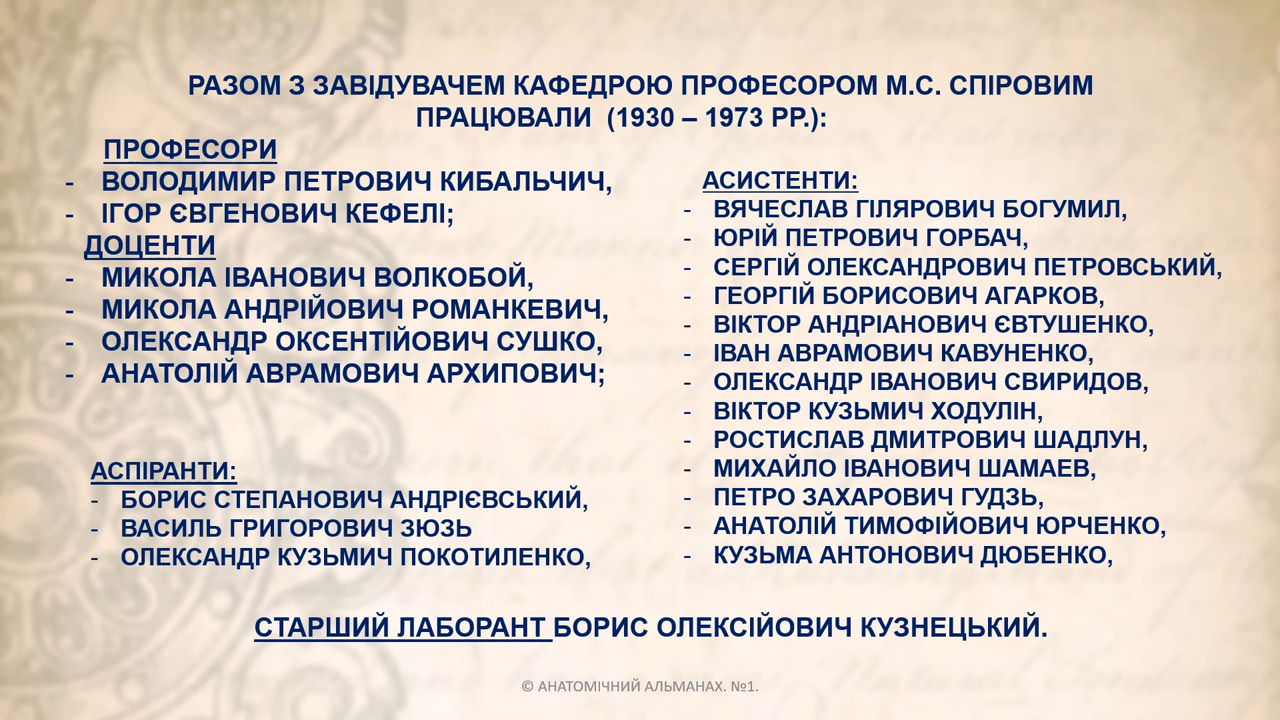 РАЗОМ З ЗАВІДУВАЧЕМ КАФЕДРОЮ ПРОФЕСОРОМ М.С. СПІРОВИМ
ПРАЦЮВАЛИ (1930 – 1973 РР.):
ПРОФЕСОРИ
- ВОЛОДИМИР ПЕТРОВИЧ КИБАЛЬЧИЧ,
- ІГОР ЄВГЕНОВИЧ КЕФЕЛІ;
ДОЦЕНТИ
- МИКОЛА ІВАНОВИЧ ВОЛКОБОЙ,
- МИКОЛА АНДРІЙОВИЧ РОМАНКЕВИЧ,
- ОЛЕКСАНДР ОКСЕНТІЙОВИЧ СУШКО,
- АНАТОЛІЙ АВРАМОВИЧ АРХИПОВИЧ;
АСПІРАНТИ:
- БОРИС СТЕПАНОВИЧ АНДРІЄВСЬКИЙ,
- ВАСИЛЬ ГРИГОРОВИЧ ЗЮЗЬ
- ОЛЕКСАНДР КУЗЬМИЧ ПОКОТИЛЕНКО,
АСИСТЕНТИ:
- ВЯЧЕСЛАВ ГІЛЯРОВИЧ БОГУМИЛ,
- ЮРІЙ ПЕТРОВИЧ ГОРБАЧ,
- СЕРГІЙ ОЛЕКСАНДРОВИЧ ПЕТРОВСЬКИЙ,
- ГЕОРГІЙ БОРИСОВИЧ АГАРКОВ,
- ВІКТОР АНДРІАНОВИЧ ЄВТУШЕНКО,
- ІВАН АВРАМОВИЧ КАВУНЕНКО,
- ОЛЕКСАНДР ІВАНОВИЧ СВИРИДОВ,
- ВІКТОР КУЗЬМИЧ ХОДУЛІН,
- РОСТИСЛАВ ДМИТРОВИЧ ШАДЛУН,
- МИХАЙЛО ІВАНОВИЧ ШАМАЕВ,
- ПЕТРО ЗАХАРОВИЧ ГУДЗЬ,
- АНАТОЛІЙ ТИМОФІЙОВИЧ ЮРЧЕНКО,
- КУЗЬМА АНТОНОВИЧ ДЮБЕНКО,
СТАРШИЙ ЛАБОРАНТ БОРИС ОЛЕКСІЙОВИЧ КУЗНЕЦЬКИЙ.
© АНАТОМІЧНИЙ АЛЬМАНАХ. №1.